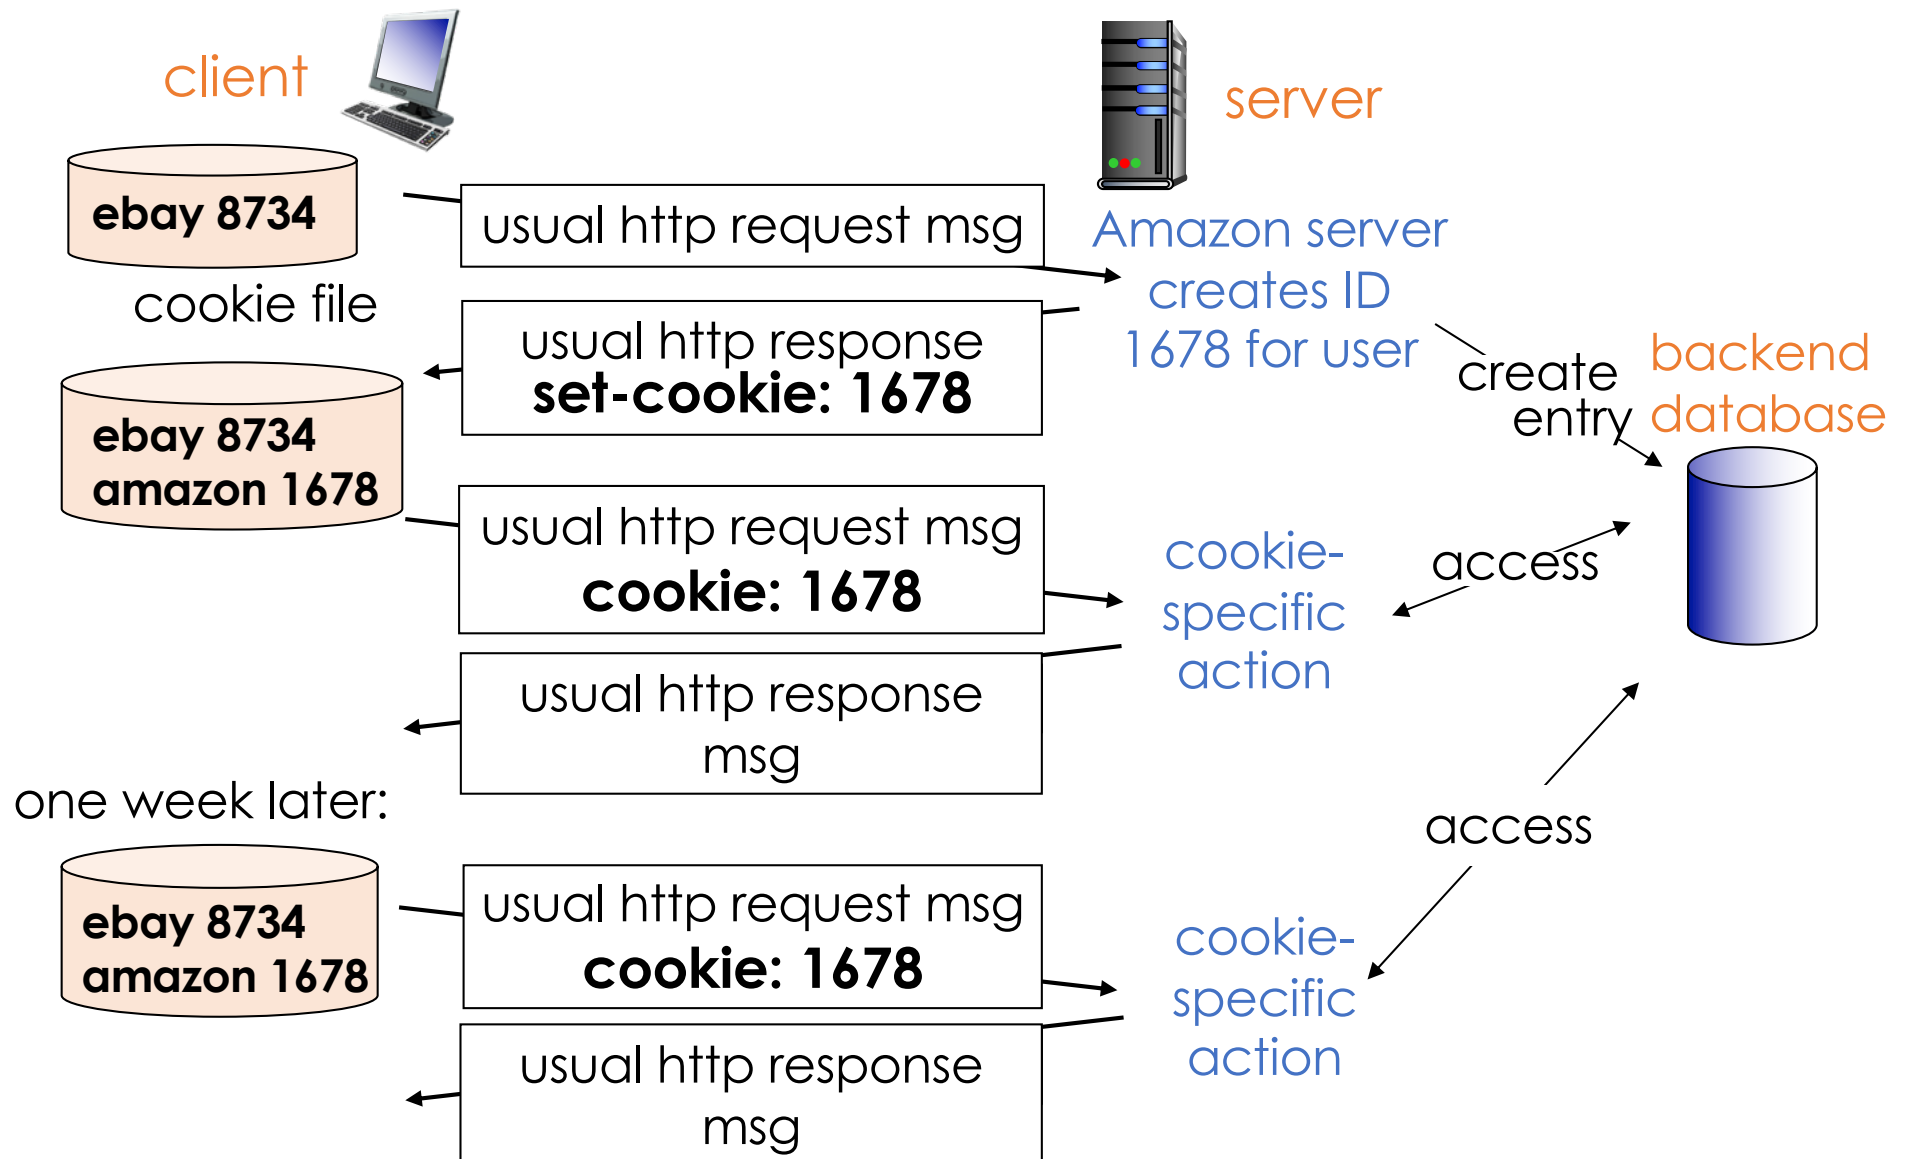 client
server
ebay 8734
usual http request msg
Amazon server
creates ID
1678 for user
cookie file
usual http response
set-cookie: 1678
create
entry
backend
database
ebay 8734
amazon 1678
usual http request msg
cookie: 1678
cookie-
specific
action
access
usual http response
msg
one week later:
access
ebay 8734
amazon 1678
usual http request msg
cookie: 1678
cookie-
specific
action
usual http response
msg